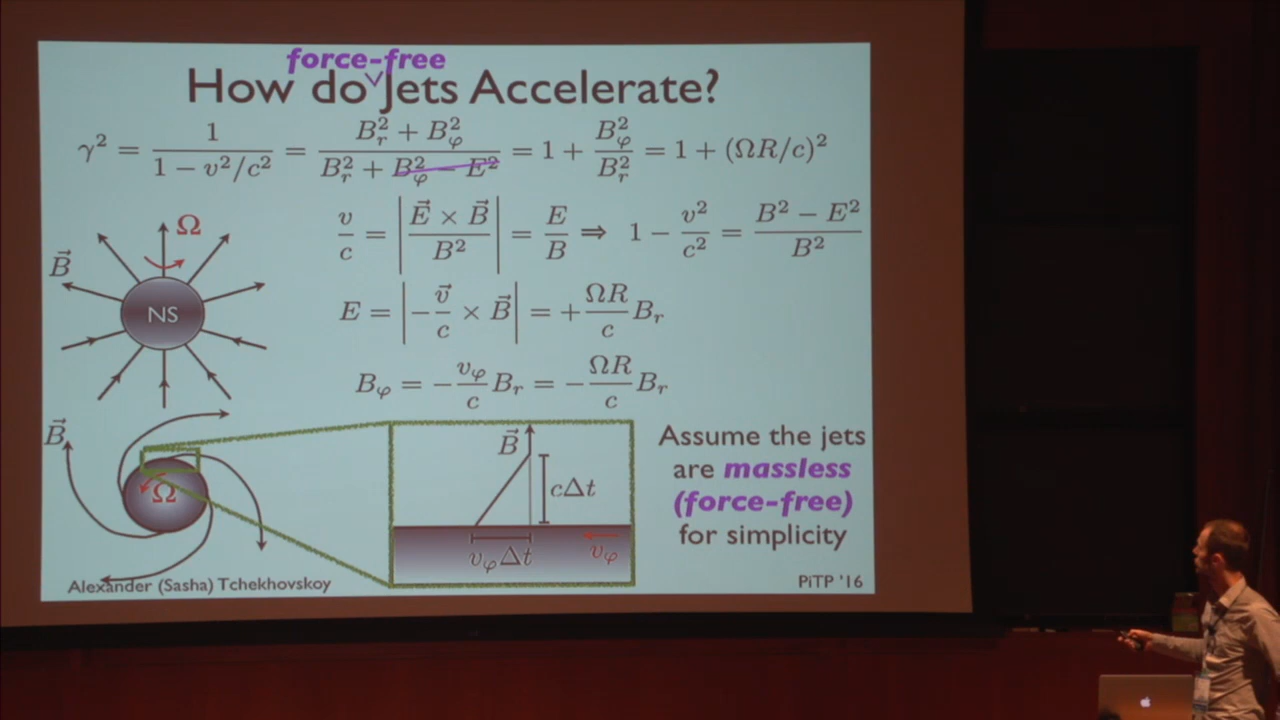 force-free
How do ∨ Jets Accelerate?
γ² = 1 / (1 − v²/c²) = (B_r² + B_φ²) / (B_r² + B_φ² − E²) = 1 + B_φ² / B_r² = 1 + (ΩR/c)²
v/c = |E⃗ × B⃗ / B²| = E/B ⇒ 1 − v²/c² = (B² − E²) / B²
Ω
B⃗
NS
E = |−v⃗/c × B⃗| = +ΩR/c B_r
B_φ = −v_φ/c B_r = −ΩR/c B_r
B⃗
Ω
B⃗
cΔt
v_φΔt
v_φ
Assume the jets
are massless
(force-free)
for simplicity
Alexander (Sasha) Tchekhovskoy
PiTP '16